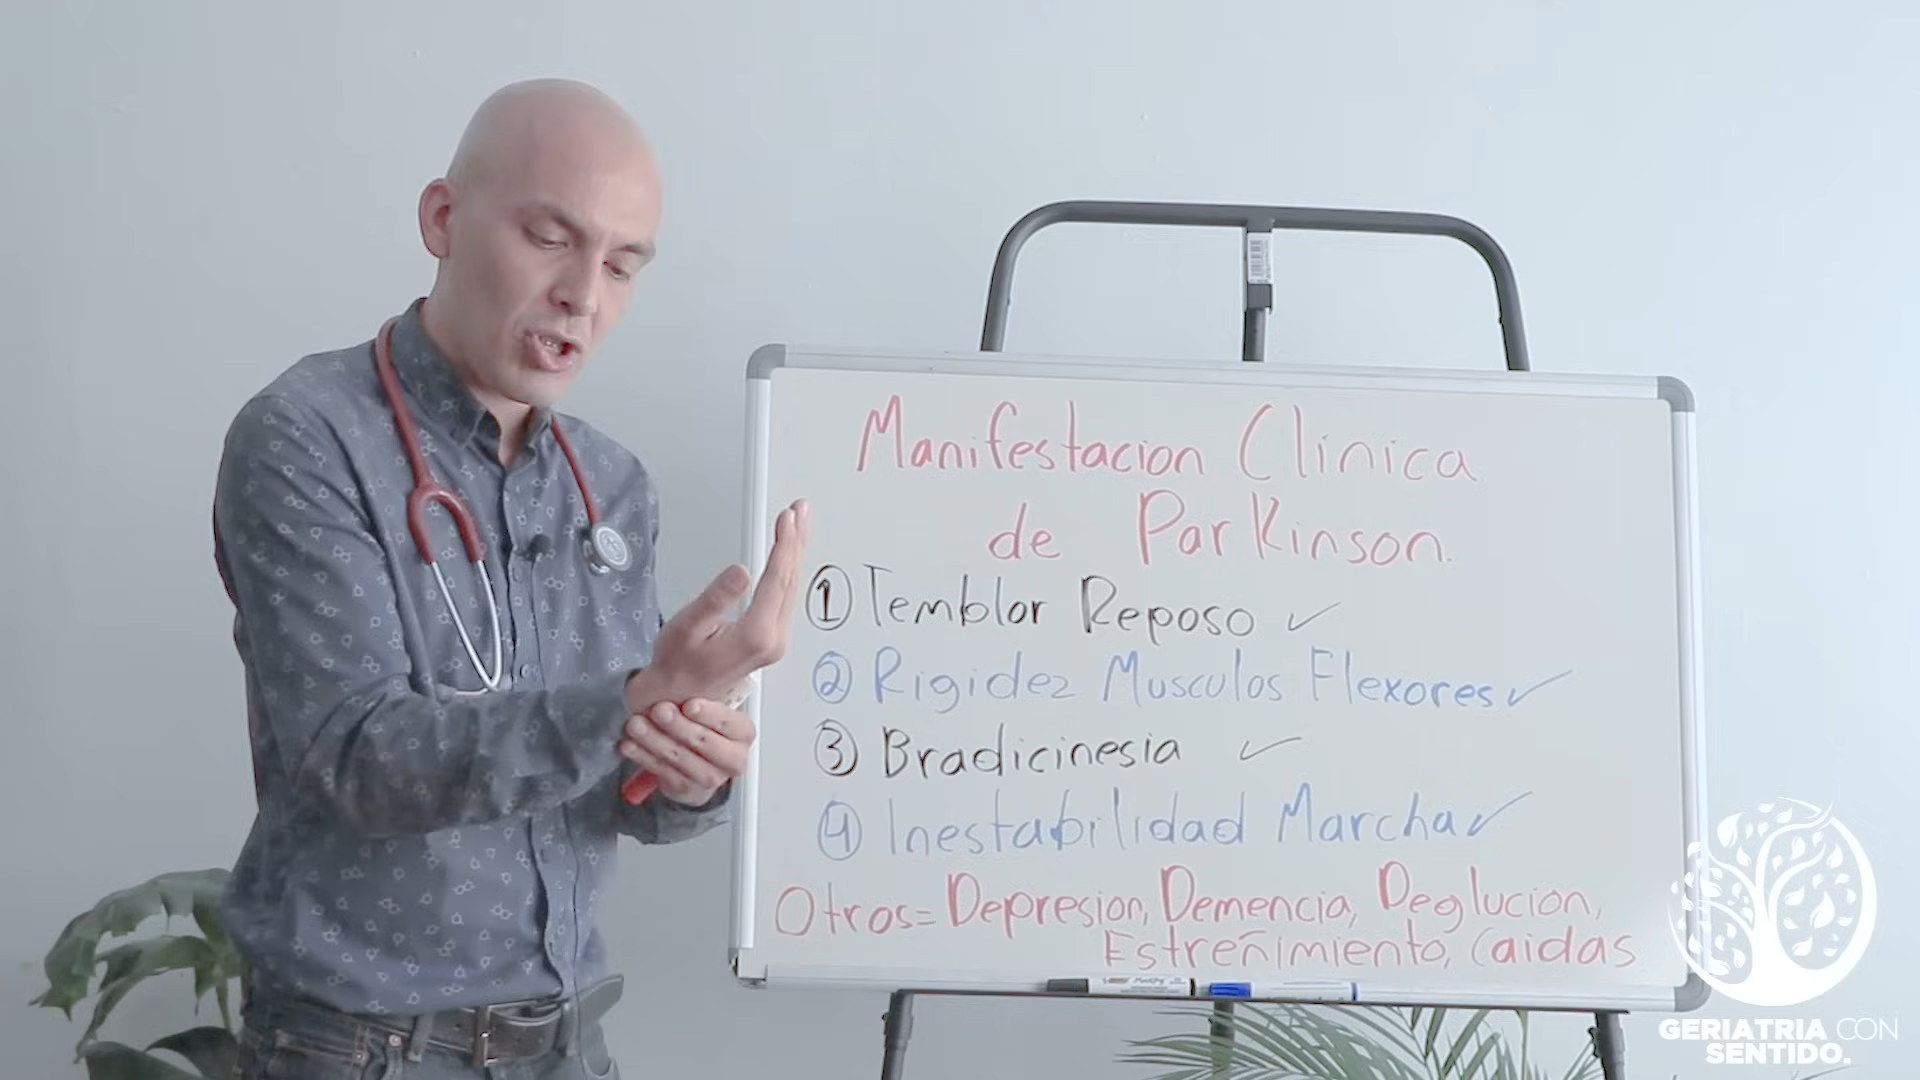 Manifestacion Clínica
de Parkinson.
① Temblor Reposo ✓
② Rigidez Musculos Flexores ✓
③ Bradicinesia ✓
④ Inestabilidad Marcha ✓
Otros= Depresion, Demencia, Deglucion,
Estreñimiento, Caidas
GERIATRIA CON
SENTIDO.